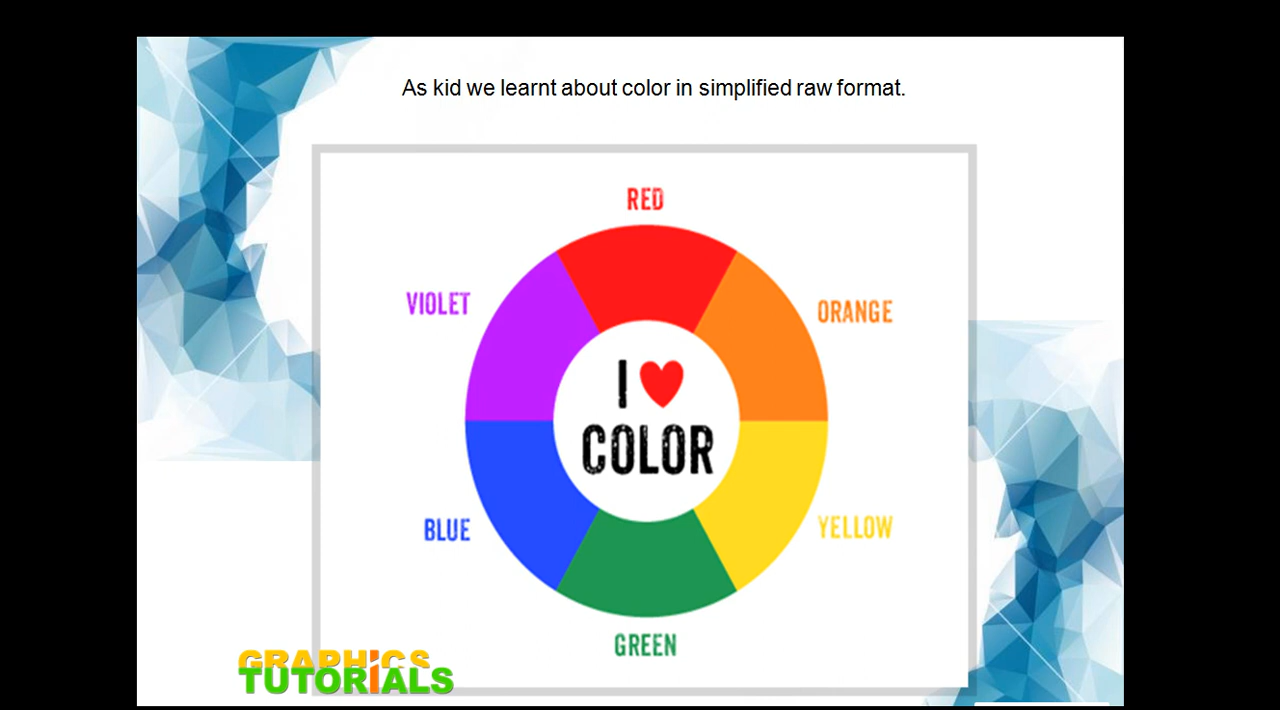 As kid we learnt about color in simplified raw format.
RED
VIOLET
ORANGE
I
COLOR
BLUE
YELLOW
GREEN
GRAPHICS
TUTORiALS